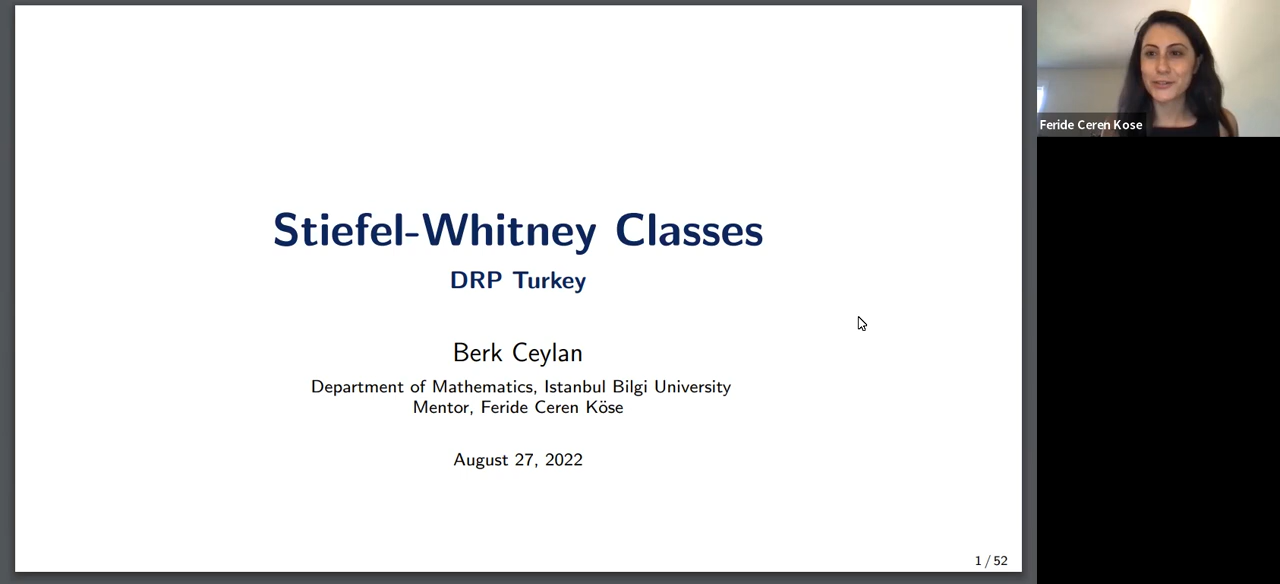 Stiefel-Whitney Classes
DRP Turkey
Berk Ceylan
Department of Mathematics, Istanbul Bilgi University
Mentor, Feride Ceren Köse
August 27, 2022
1 / 52
Feride Ceren Kose